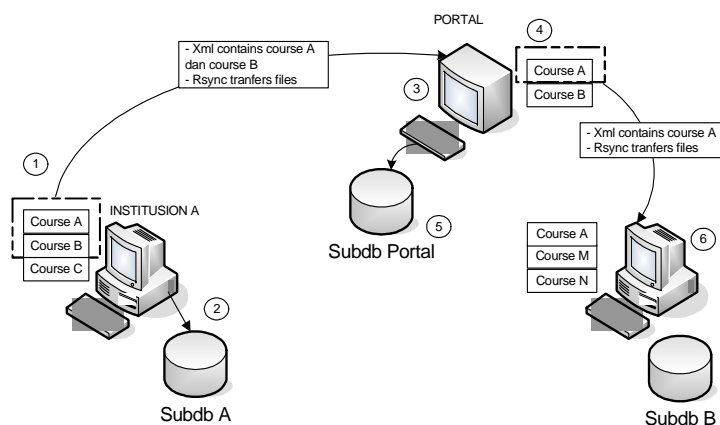 PORTAL
- Xml contains course A
dan course B
- Rsync tranfers files
4
Course A
Course B
3
- Xml contains course A
- Rsync tranfers files
1
INSTITUSION A
Course A
Course B
Course C
5
Subdb Portal
Course A
Course M
Course N
6
2
Subdb A
Subdb B